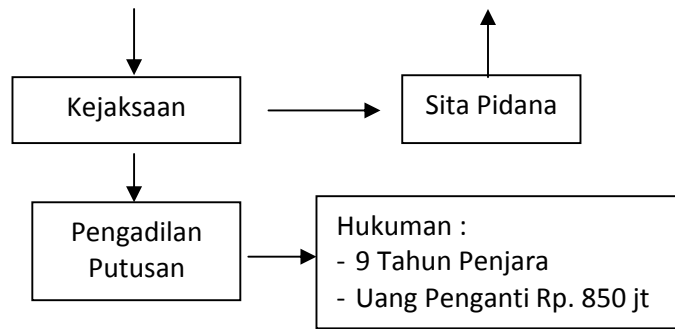 Kejaksaan
Sita Pidana
Pengadilan
Putusan
Hukuman :
- 9 Tahun Penjara
- Uang Penganti Rp. 850 jt